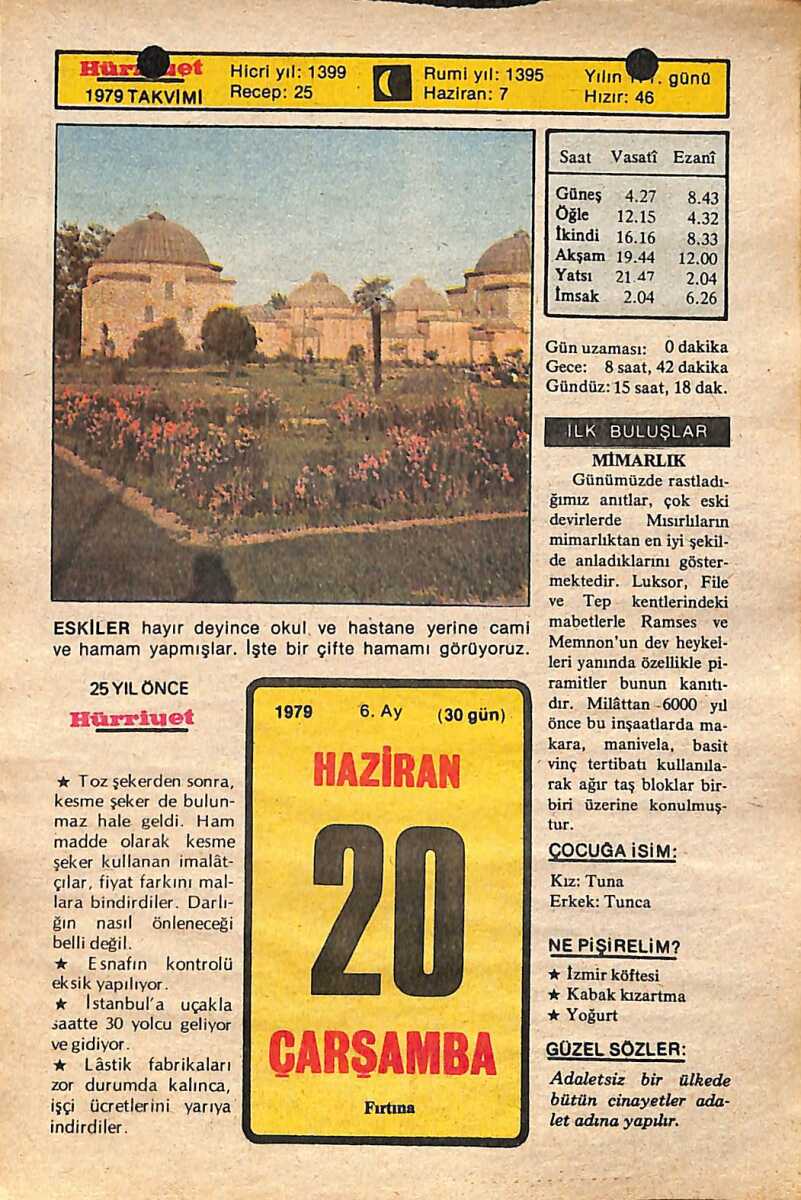 1979 TAKVİMİ
Hicri yıl: 1399
Recep: 25
Rumi yıl: 1395
Haziran: 7
Yılın günü
Hızır: 46
Saat Vasatî Ezanî
Güneş 4.27 8.43
Öğle 12.15 4.32
İkindi 16.16 8.33
Akşam 19.44 12.00
Yatsı 21.47 2.04
İmsak 2.04 6.26
Gün uzaması: 0 dakika
Gece: 8 saat, 42 dakika
Gündüz: 15 saat, 18 dak.
İLK BULUŞLAR
MİMARLIK
Günümüzde rastladı-
ğımız anıtlar, çok eski
devirlerde Mısırlıların
mimarlıktan en iyi şekil-
de anladıklarını göster-
mektedir. Luksor, File
ve Tep kentlerindeki
mabetlerle Ramses ve
Memnon'un dev heykel-
leri yanında özellikle pi-
ramitler bunun kanıtı-
dır. Milâttan 6000 yıl
önce bu inşaatlarda ma-
kara, manivela, basit
vinç tertibatı kullanıla-
rak ağır taş bloklar bir-
biri üzerine konulmuş-
tur.
ÇOCUĞA İSİM:
Kız: Tuna
Erkek: Tunca
NE PİŞİRELİM?
★ İzmir köftesi
★ Kabak kızartma
★ Yoğurt
GÜZEL SÖZLER:
Adaletsiz bir ülkede
bütün cinayetler ada-
let adına yapılır.
ESKİLER hayır deyince okul ve hastane yerine cami
ve hamam yapmışlar. İşte bir çifte hamamı görüyoruz.
25 YIL ÖNCE
Hürriyet
★ Toz şekerden sonra,
kesme şeker de bulun-
maz hale geldi. Ham
madde olarak kesme
şeker kullanan imalât-
çılar, fiyat farkını mal-
lara bindirdiler. Darlı-
ğın nasıl önleneceği
belli değil.
★ Esnafın kontrolü
eksik yapılıyor.
★ İstanbul'a uçakla
saatte 30 yolcu geliyor
ve gidiyor.
★ Lâstik fabrikaları
zor durumda kalınca,
işçi ücretlerini yarıya
indirdiler.
1979 6. Ay (30 gün)
HAZİRAN
20
ÇARŞAMBA
Fırtına